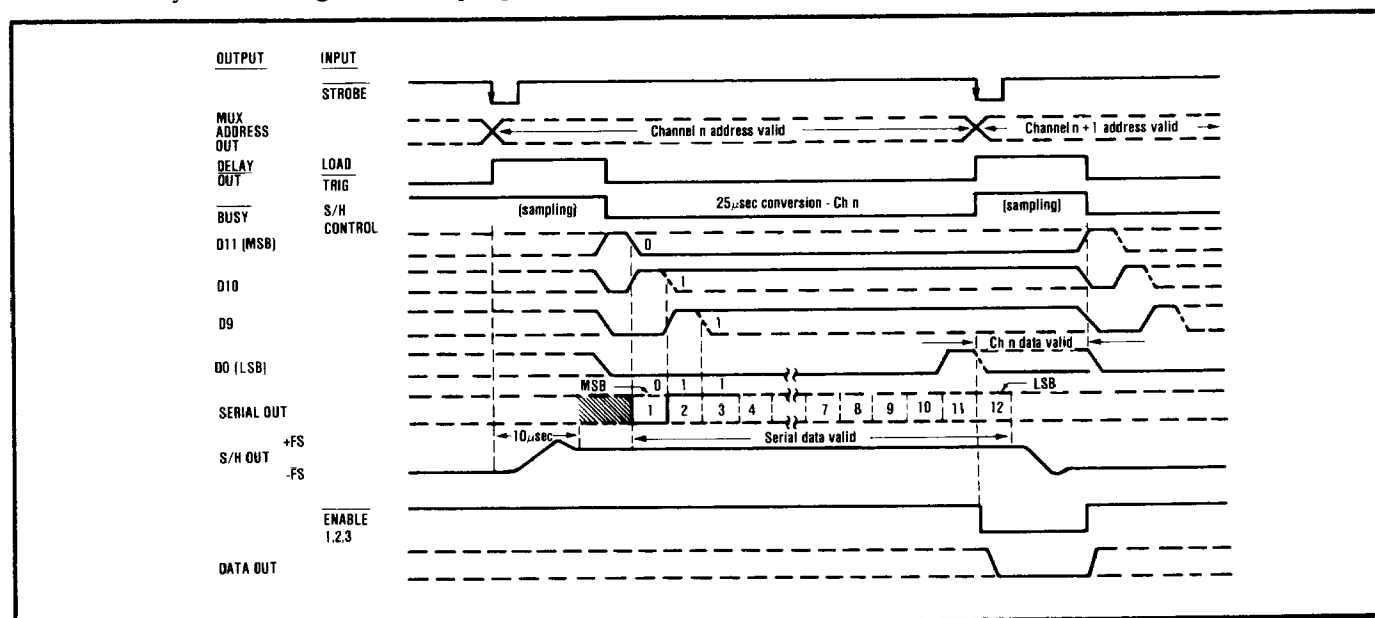 OUTPUT INPUT
STROBE
MUX
ADDRESS
OUT
Channel n address valid
Channel n + 1 address valid
DELAY
OUT
LOAD
TRIG
BUSY
S/H
CONTROL
(sampling)
25μsec conversion - Ch n
(sampling)
D11 (MSB)
0
D10
1
D9
1
Ch n data valid
D0 (LSB)
MSB 0 1 1
LSB
SERIAL OUT
1 2 3 4 7 8 9 10 11 12
10μsec
Serial data valid
+FS
S/H OUT
-FS
ENABLE
1,2,3
DATA OUT